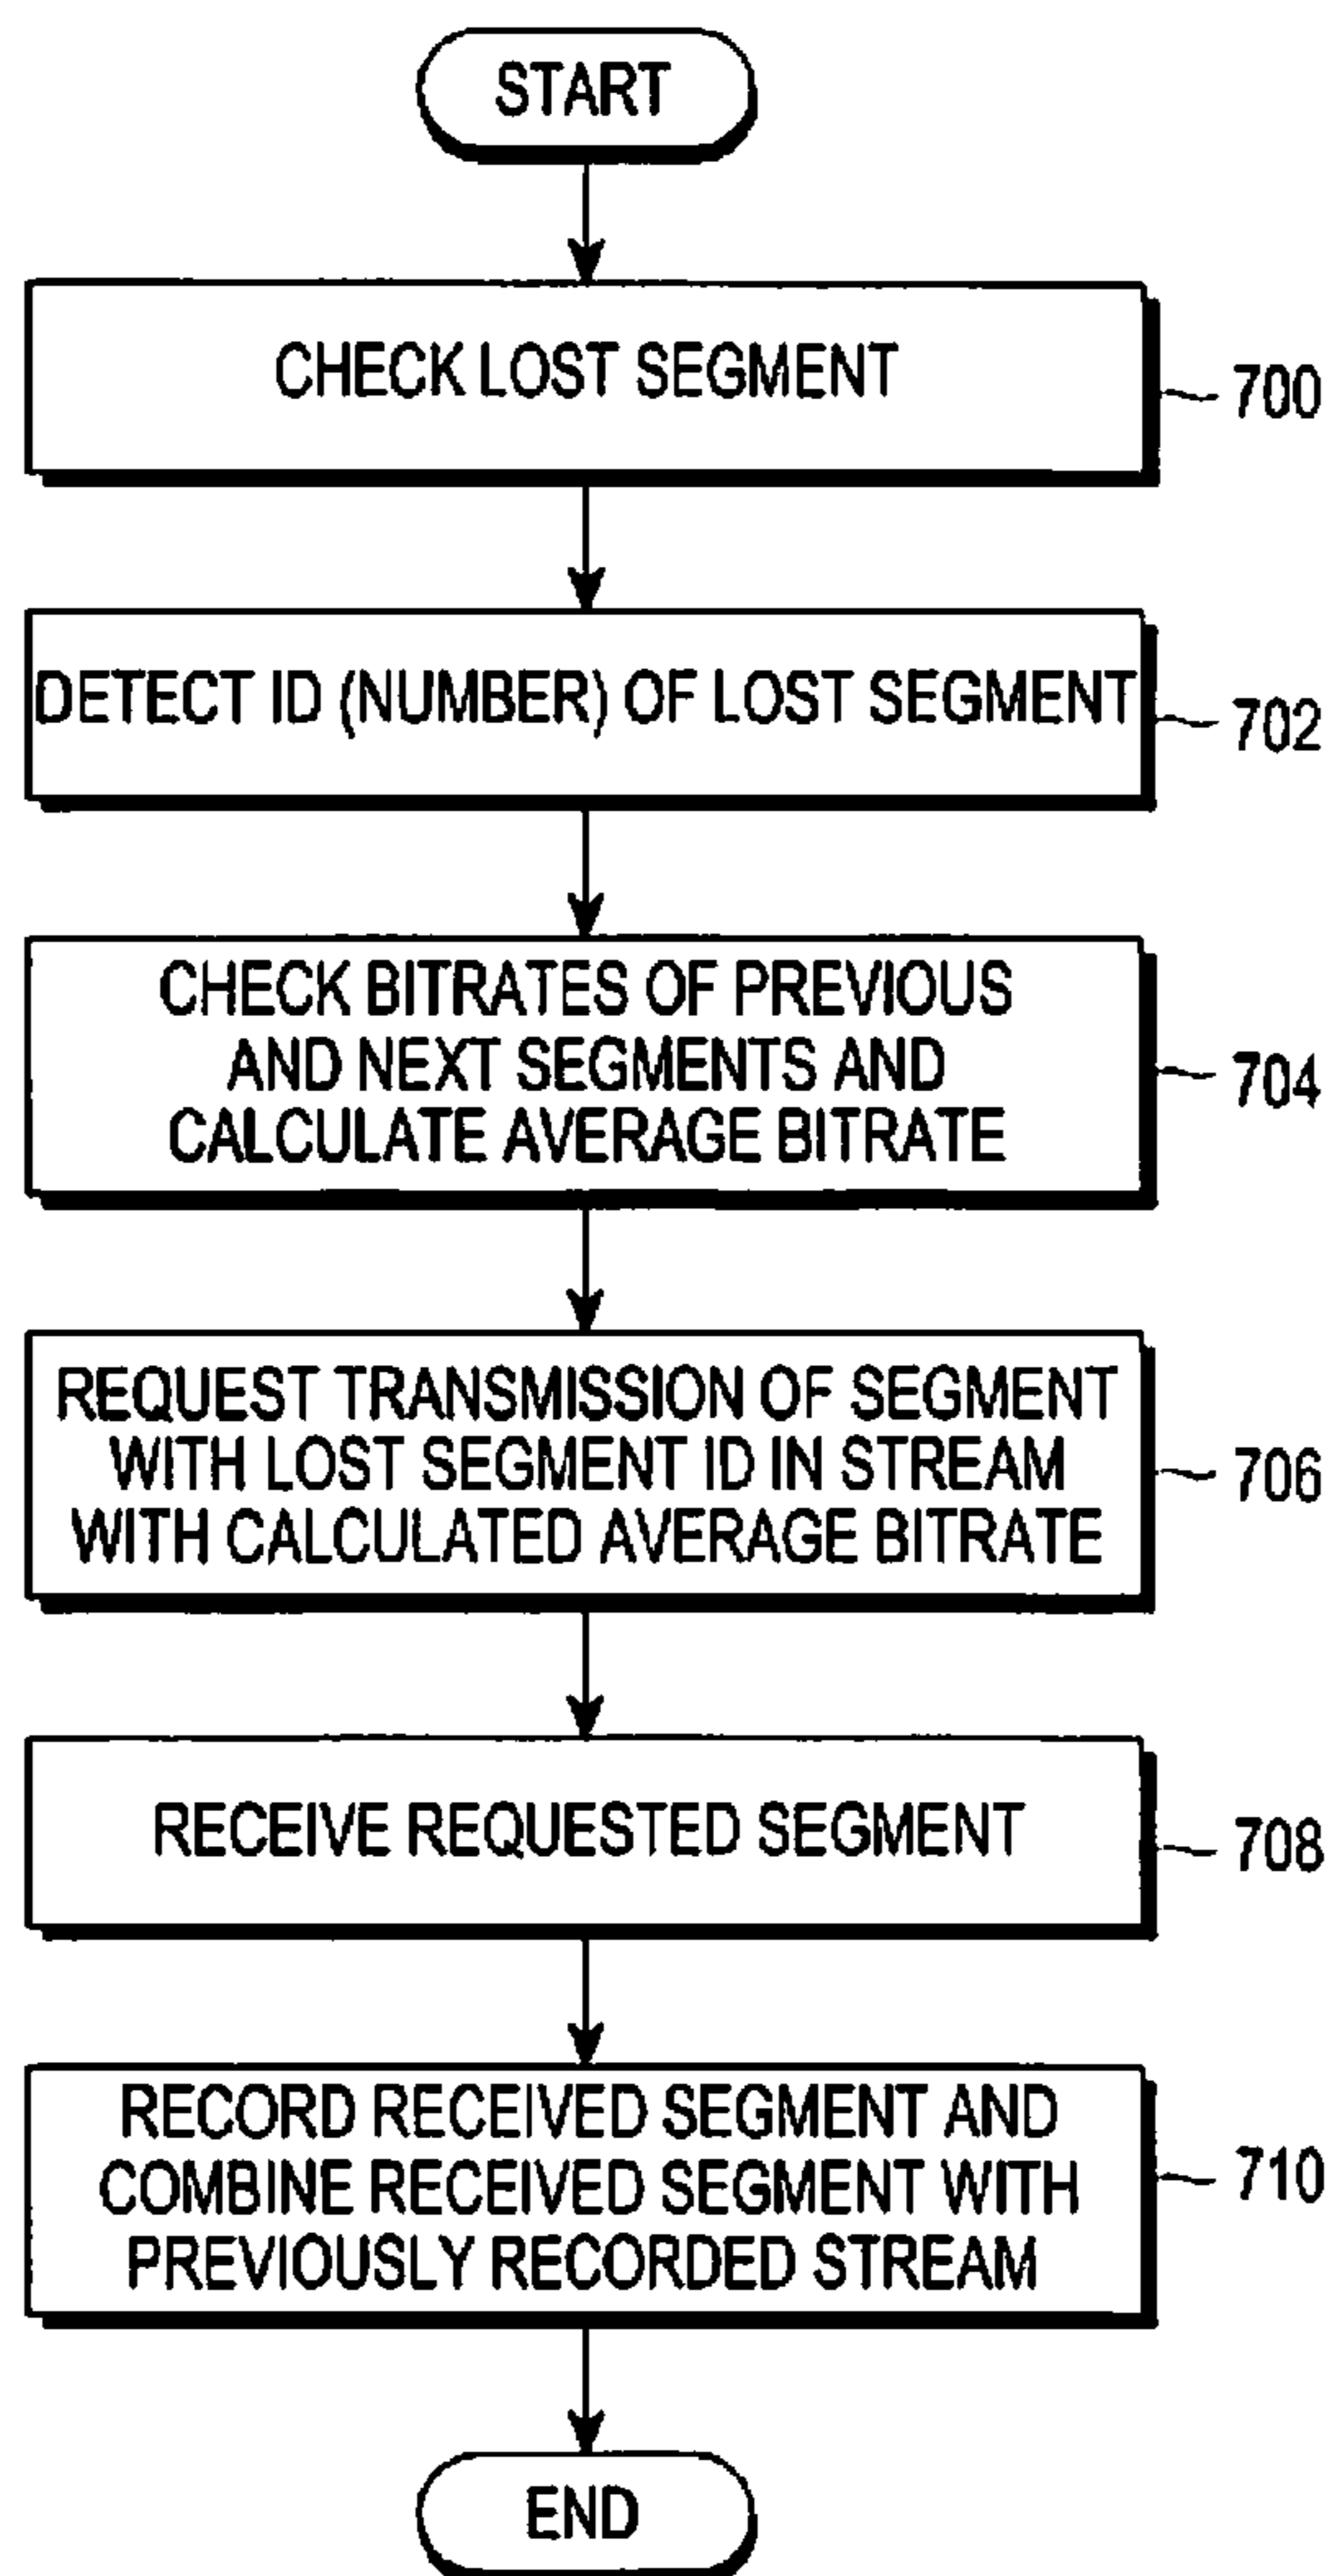 START
CHECK LOST SEGMENT
700
DETECT ID (NUMBER) OF LOST SEGMENT
702
CHECK BITRATES OF PREVIOUS
AND NEXT SEGMENTS AND
CALCULATE AVERAGE BITRATE
704
REQUEST TRANSMISSION OF SEGMENT
WITH LOST SEGMENT ID IN STREAM
WITH CALCULATED AVERAGE BITRATE
706
RECEIVE REQUESTED SEGMENT
708
RECORD RECEIVED SEGMENT AND
COMBINE RECEIVED SEGMENT WITH
PREVIOUSLY RECORDED STREAM
710
END